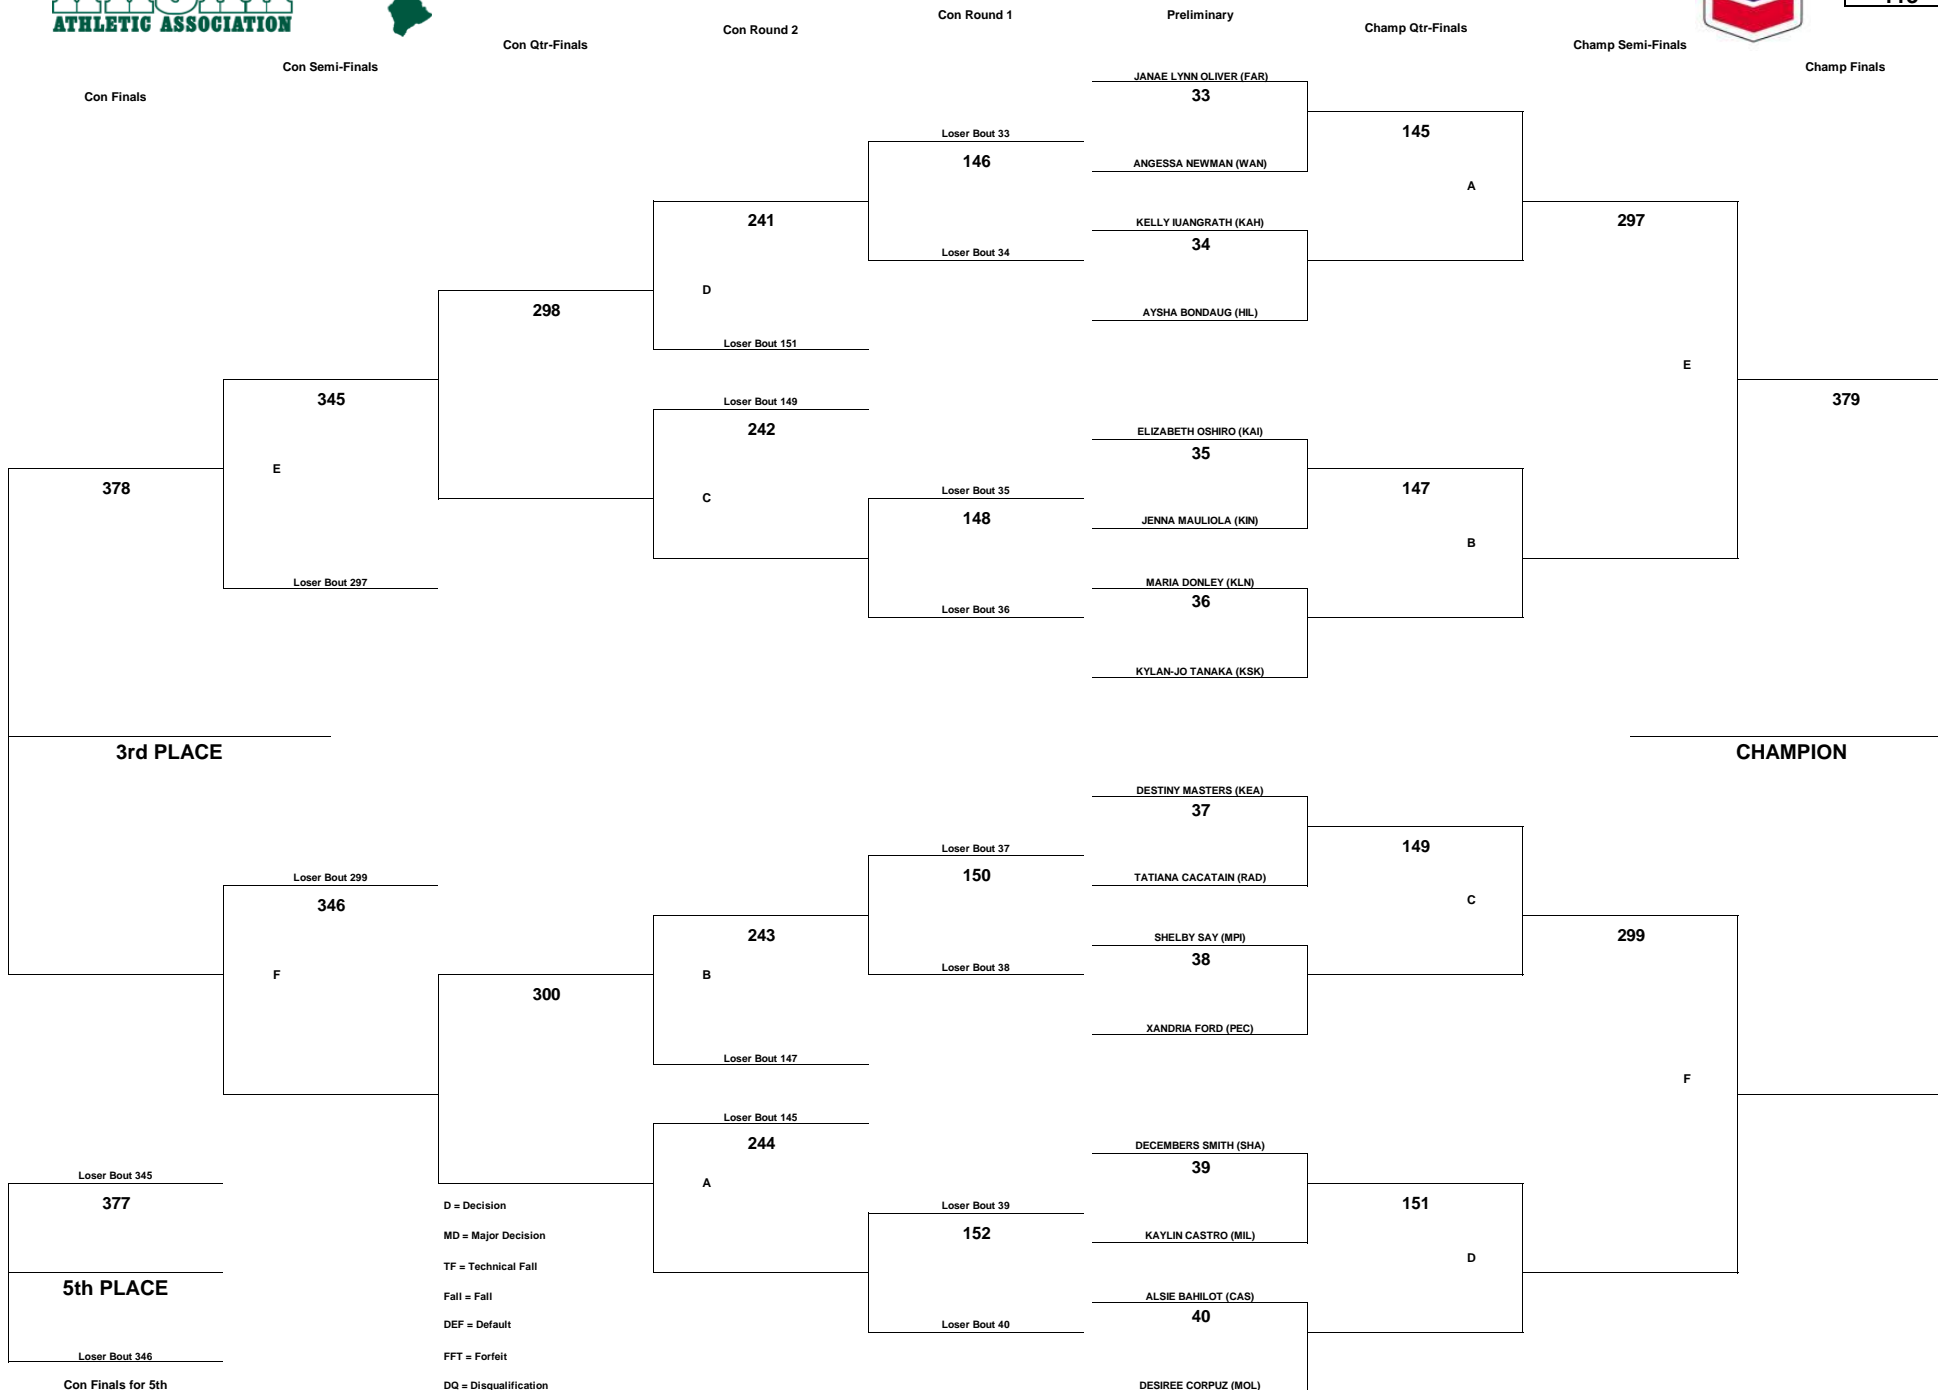 ATHLETIC ASSOCIATION
Con Finals
Con Semi-Finals
Con Qtr-Finals
Con Round 2
Con Round 1
Preliminary
Champ Qtr-Finals
Champ Semi-Finals
Champ Finals
JANAE LYNN OLIVER (FAR)
33
Loser Bout 33
145
146
ANGESSA NEWMAN (WAN)
A
241
KELLY IUANGRATH (KAH)
297
34
Loser Bout 34
D
298
AYSHA BONDAUG (HIL)
Loser Bout 151
E
345
Loser Bout 149
379
242
ELIZABETH OSHIRO (KAI)
35
E
378
C
Loser Bout 35
147
148
JENNA MAULIOLA (KIN)
B
Loser Bout 297
MARIA DONLEY (KLN)
36
Loser Bout 36
KYLAN-JO TANAKA (KSK)
3rd PLACE
CHAMPION
DESTINY MASTERS (KEA)
37
Loser Bout 37
149
Loser Bout 299
150
TATIANA CACATAIN (RAD)
346
C
243
SHELBY SAY (MPI)
299
38
F
B
Loser Bout 38
300
XANDRIA FORD (PEC)
Loser Bout 147
F
Loser Bout 145
244
DECEMBERS SMITH (SHA)
39
Loser Bout 345
A
377
D = Decision
Loser Bout 39
151
152
MD = Major Decision
KAYLIN CASTRO (MIL)
D
TF = Technical Fall
5th PLACE
Fall = Fall
ALSIE BAHILOT (CAS)
40
DEF = Default
Loser Bout 40
Loser Bout 346
FFT = Forfeit
Con Finals for 5th
DQ = Disqualification
DESIREE CORPUZ (MOL)